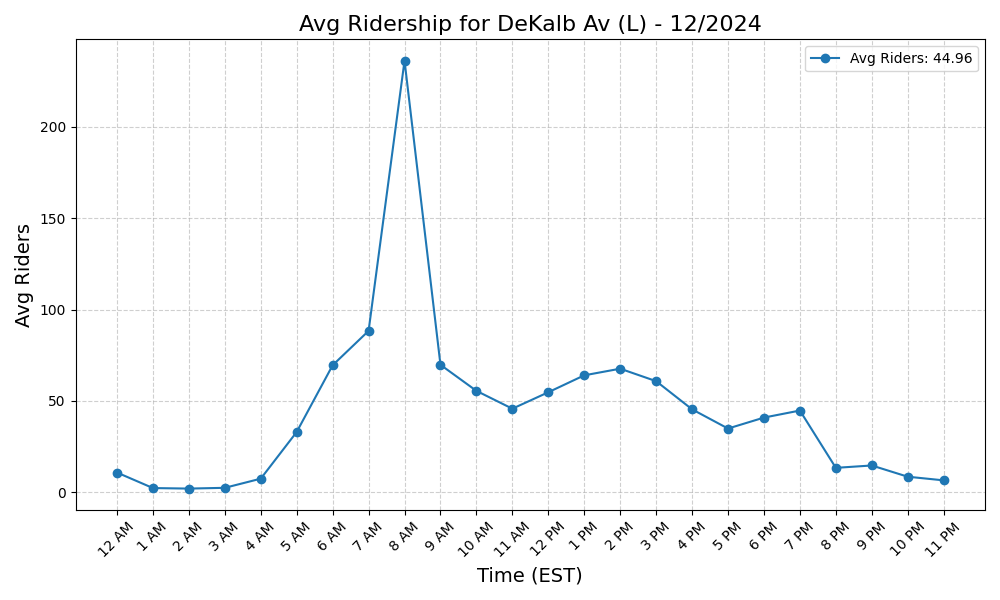 Avg Ridership for DeKalb Av (L) - 12/2024
Avg Riders: 44.96
Avg Riders
200
150
100
50
0
12 AM
1 AM
2 AM
3 AM
4 AM
5 AM
6 AM
7 AM
8 AM
9 AM
10 AM
11 AM
12 PM
1 PM
2 PM
3 PM
4 PM
5 PM
6 PM
7 PM
8 PM
9 PM
10 PM
11 PM
Time (EST)